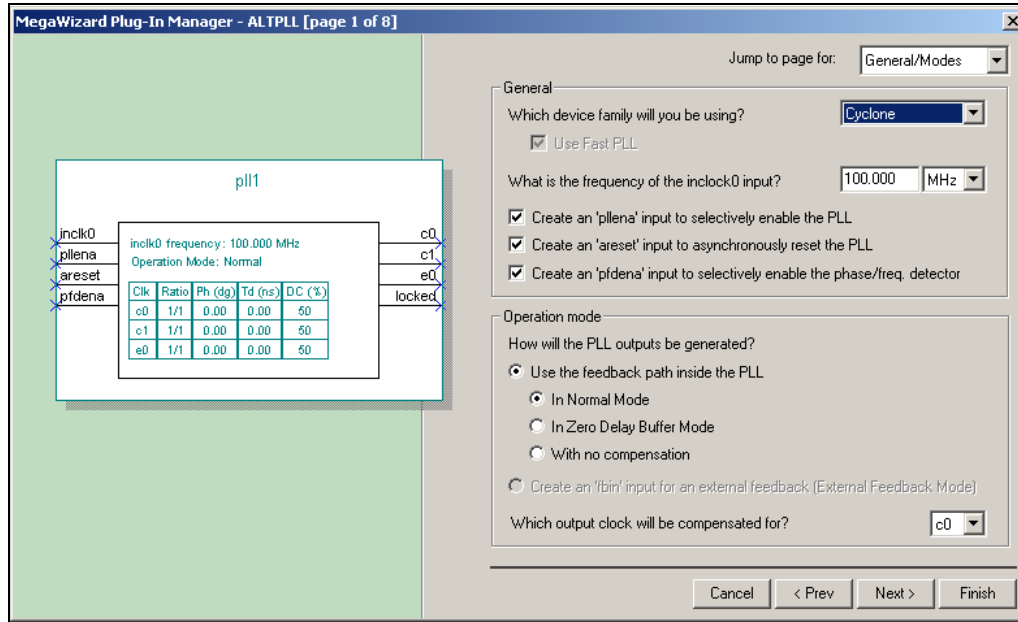 MegaWizard Plug-In Manager - ALTPLL [page 1 of 8]
Jump to page for: General/Modes
General
Which device family will you be using? Cyclone
Use Fast PLL
What is the frequency of the inclock0 input? 100.000 MHz
Create an 'pllena' input to selectively enable the PLL
Create an 'areset' input to asynchronously reset the PLL
Create an 'pfdena' input to selectively enable the phase/freq. detector
Operation mode
How will the PLL outputs be generated?
Use the feedback path inside the PLL
In Normal Mode
In Zero Delay Buffer Mode
With no compensation
Create an 'fbin' input for an external feedback (External Feedback Mode)
Which output clock will be compensated for? c0
Cancel < Prev Next > Finish
pll1
inclk0
pllena
areset
pfdena
inclk0 frequency: 100.000 MHz
Operation Mode: Normal
Clk Ratio Ph (dg) Td (ns) DC (%)
c0 1/1 0.00 0.00 50
c1 1/1 0.00 0.00 50
e0 1/1 0.00 0.00 50
c0
c1
e0
locked